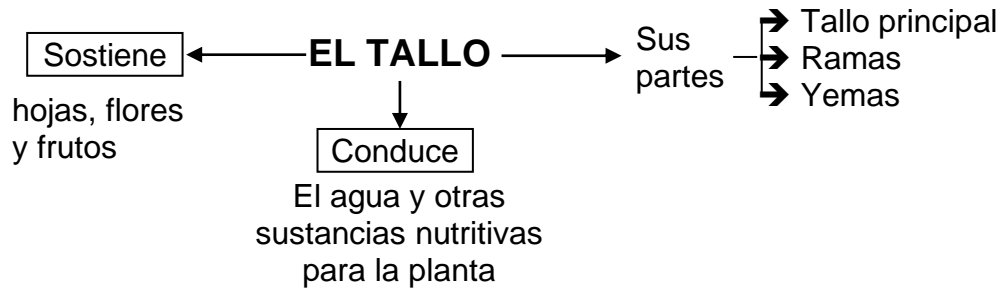 EL TALLO
Sostiene
hojas, flores
y frutos
Conduce
El agua y otras
sustancias nutritivas
para la planta
Sus
partes
Tallo principal
Ramas
Yemas